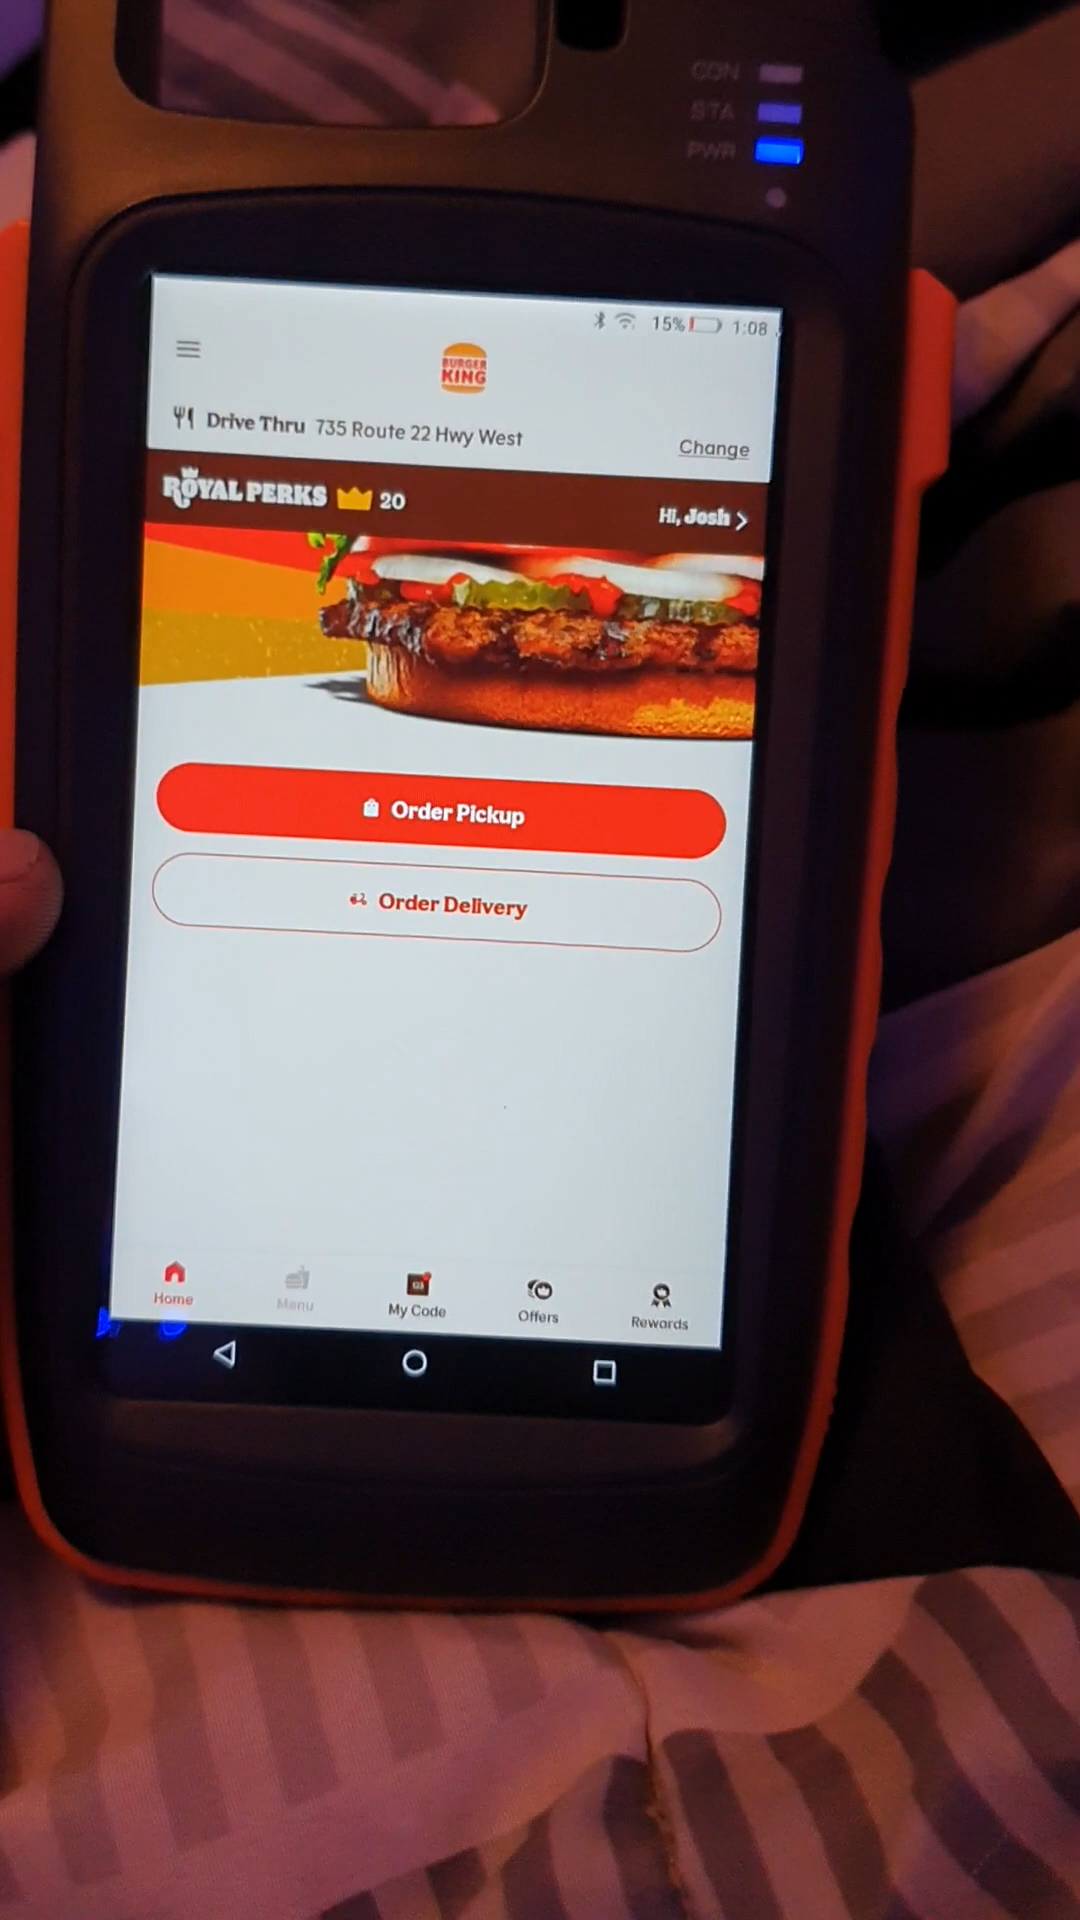 CON
STA
PWR
15% 1:08
BURGER
KING
Drive Thru 735 Route 22 Hwy West
Change
ROYAL PERKS 20
Hi, Josh >
Order Pickup
Order Delivery
Home
Menu
My Code
Offers
Rewards